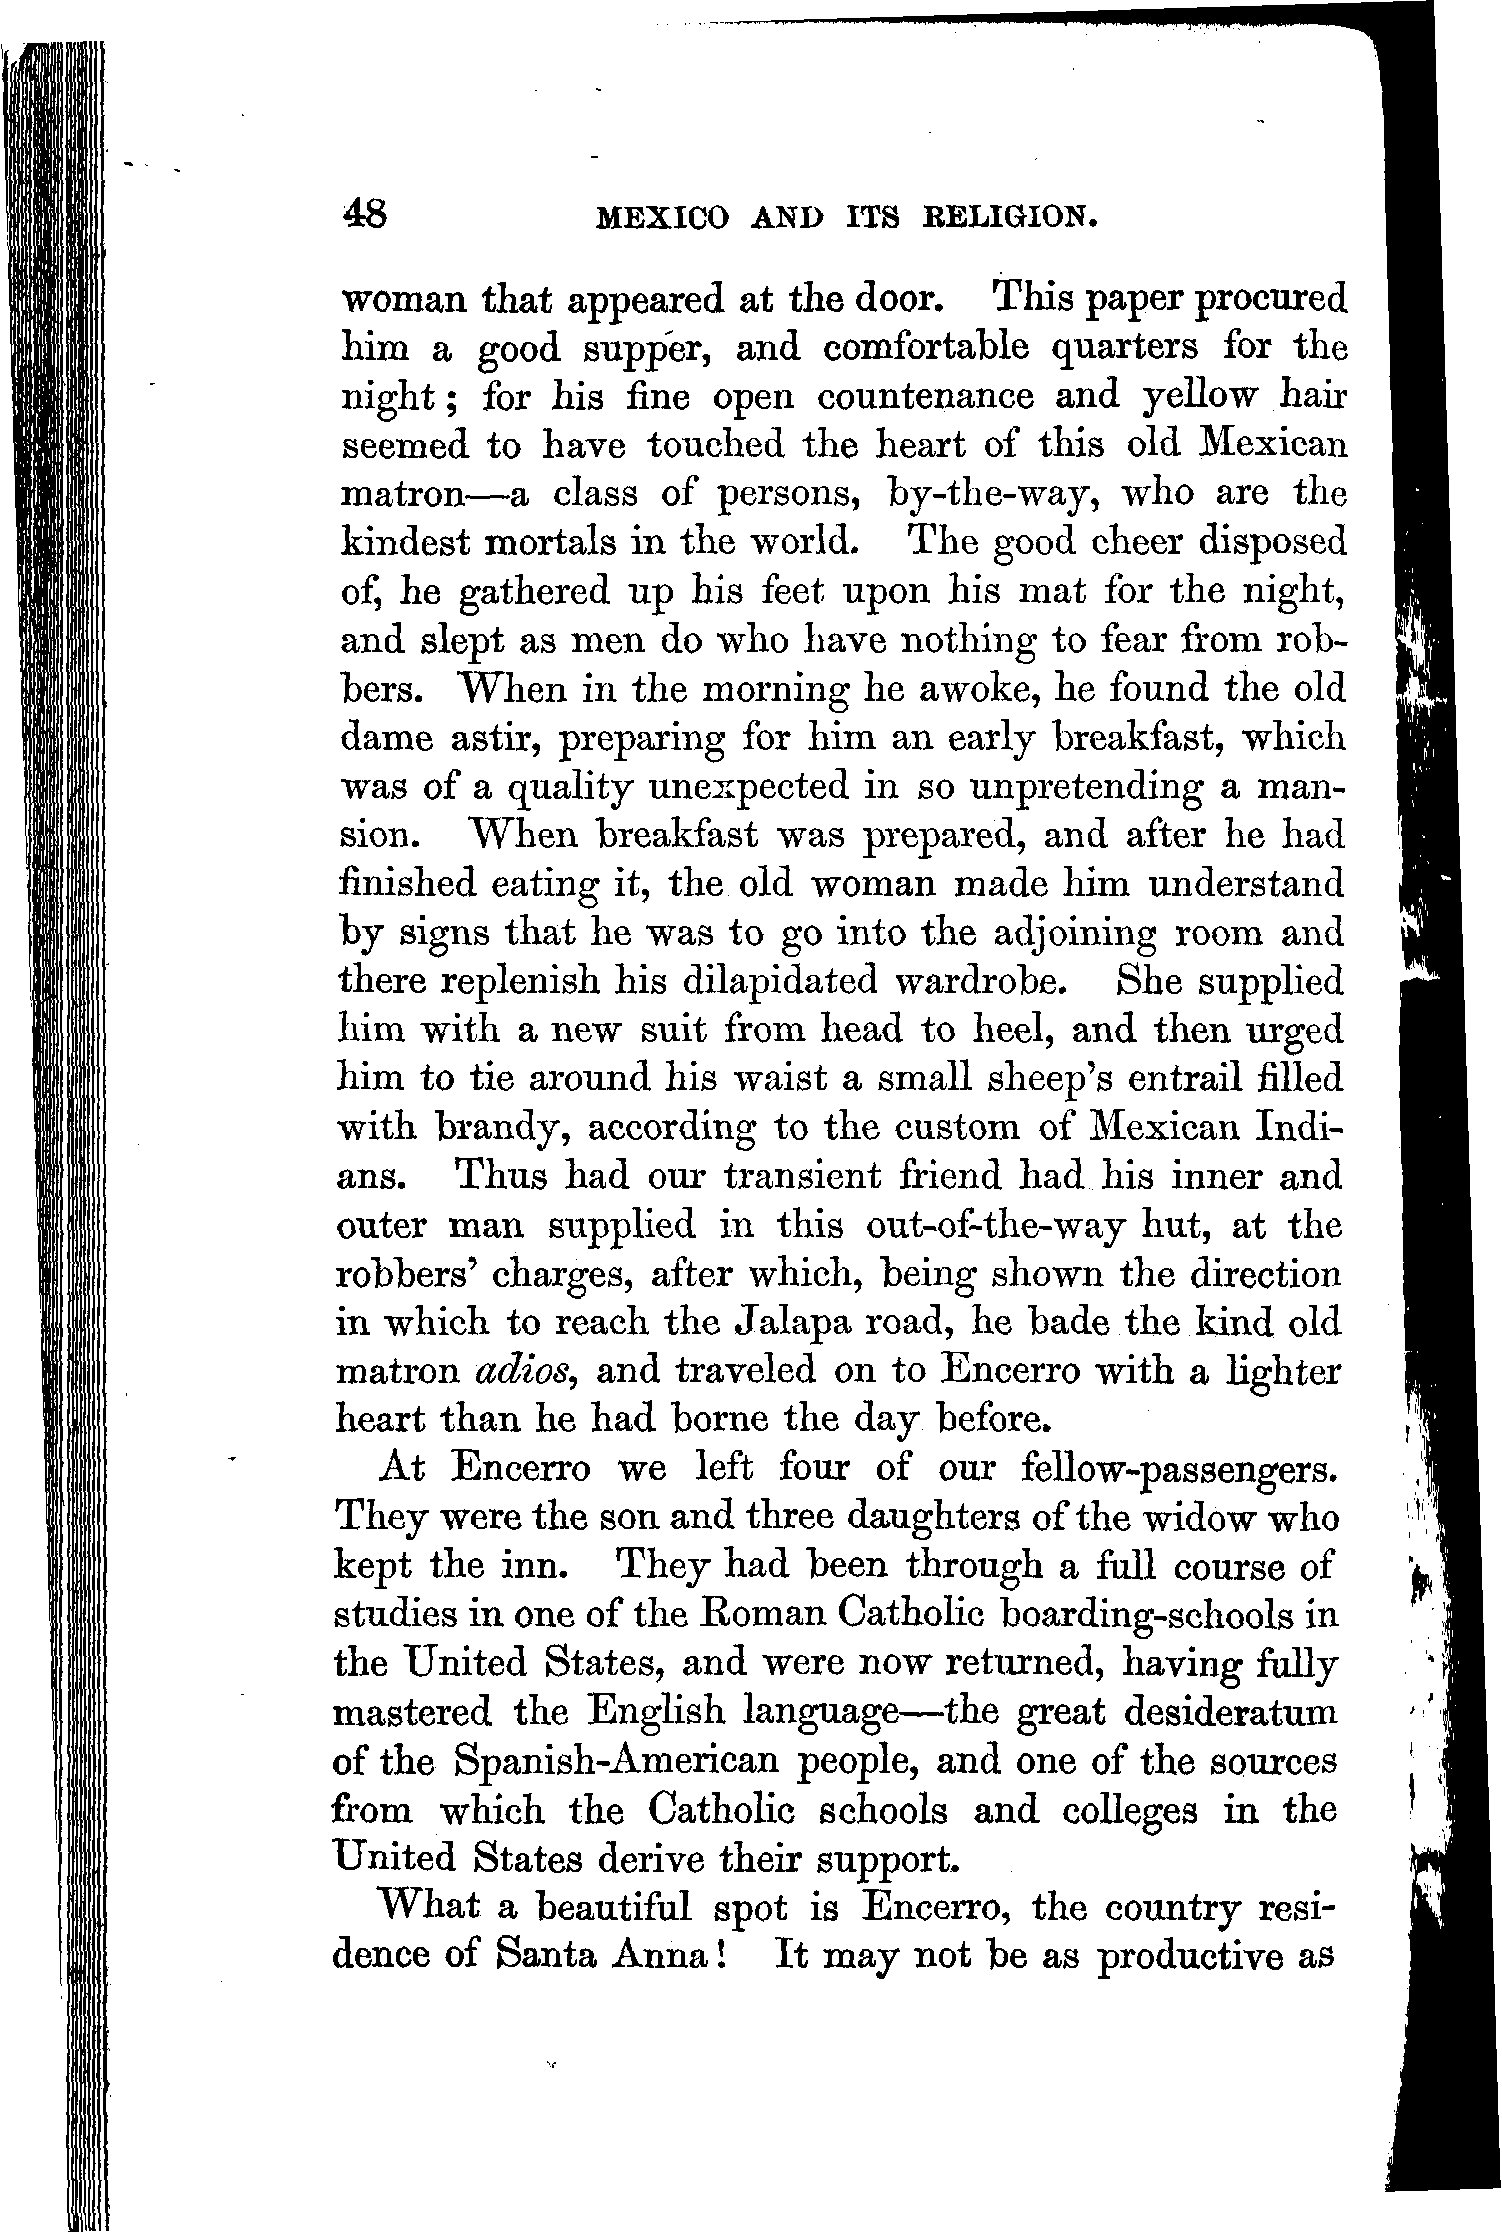 48 MEXICO AND ITS RELIGION.
woman that appeared at the door. This paper procured
him a good supper, and comfortable quarters for the
night; for his fine open countenance and yellow hair
seemed to have touched the heart of this old Mexican
matron—a class of persons, by-the-way, who are the
kindest mortals in the world. The good cheer disposed
of, he gathered up his feet upon his mat for the night,
and slept as men do who have nothing to fear from rob-
bers. When in the morning he awoke, he found the old
dame astir, preparing for him an early breakfast, which
was of a quality unexpected in so unpretending a man-
sion. When breakfast was prepared, and after he had
finished eating it, the old woman made him understand
by signs that he was to go into the adjoining room and
there replenish his dilapidated wardrobe. She supplied
him with a new suit from head to heel, and then urged
him to tie around his waist a small sheep's entrail filled
with brandy, according to the custom of Mexican Indi-
ans. Thus had our transient friend had his inner and
outer man supplied in this out-of-the-way hut, at the
robbers' charges, after which, being shown the direction
in which to reach the Jalapa road, he bade the kind old
matron adios, and traveled on to Encerro with a lighter
heart than he had borne the day before.
At Encerro we left four of our fellow-passengers.
They were the son and three daughters of the widow who
kept the inn. They had been through a full course of
studies in one of the Roman Catholic boarding-schools in
the United States, and were now returned, having fully
mastered the English language—the great desideratum
of the Spanish-American people, and one of the sources
from which the Catholic schools and colleges in the
United States derive their support.
What a beautiful spot is Encerro, the country resi-
dence of Santa Anna! It may not be as productive as